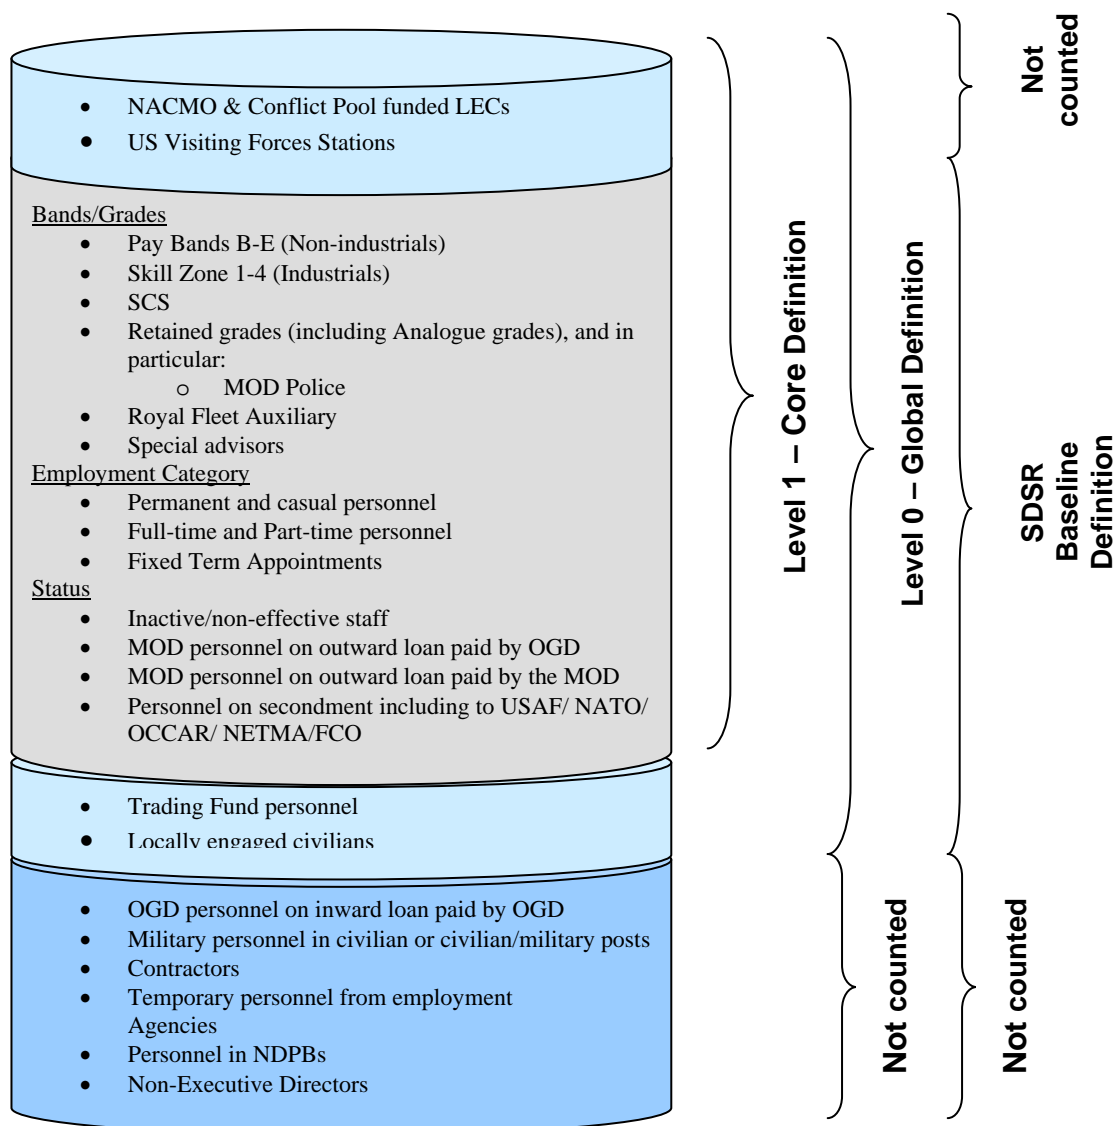 • NACMO & Conflict Pool funded LECs
• US Visiting Forces Stations
Bands/Grades
• Pay Bands B-E (Non-industrials)
• Skill Zone 1-4 (Industrials)
• SCS
• Retained grades (including Analogue grades), and in
particular:
o MOD Police
• Royal Fleet Auxiliary
• Special advisors
Employment Category
• Permanent and casual personnel
• Full-time and Part-time personnel
• Fixed Term Appointments
Status
• Inactive/non-effective staff
• MOD personnel on outward loan paid by OGD
• MOD personnel on outward loan paid by the MOD
• Personnel on secondment including to USAF/ NATO/
OCCAR/ NETMA/FCO
• Trading Fund personnel
• Locally engaged civilians
• OGD personnel on inward loan paid by OGD
• Military personnel in civilian or civilian/military posts
• Contractors
• Temporary personnel from employment
Agencies
• Personnel in NDPBs
• Non-Executive Directors
Level 1 – Core Definition
Level 0 – Global Definition
Not counted
Not
counted
SDSR
Baseline
Definition
Not counted